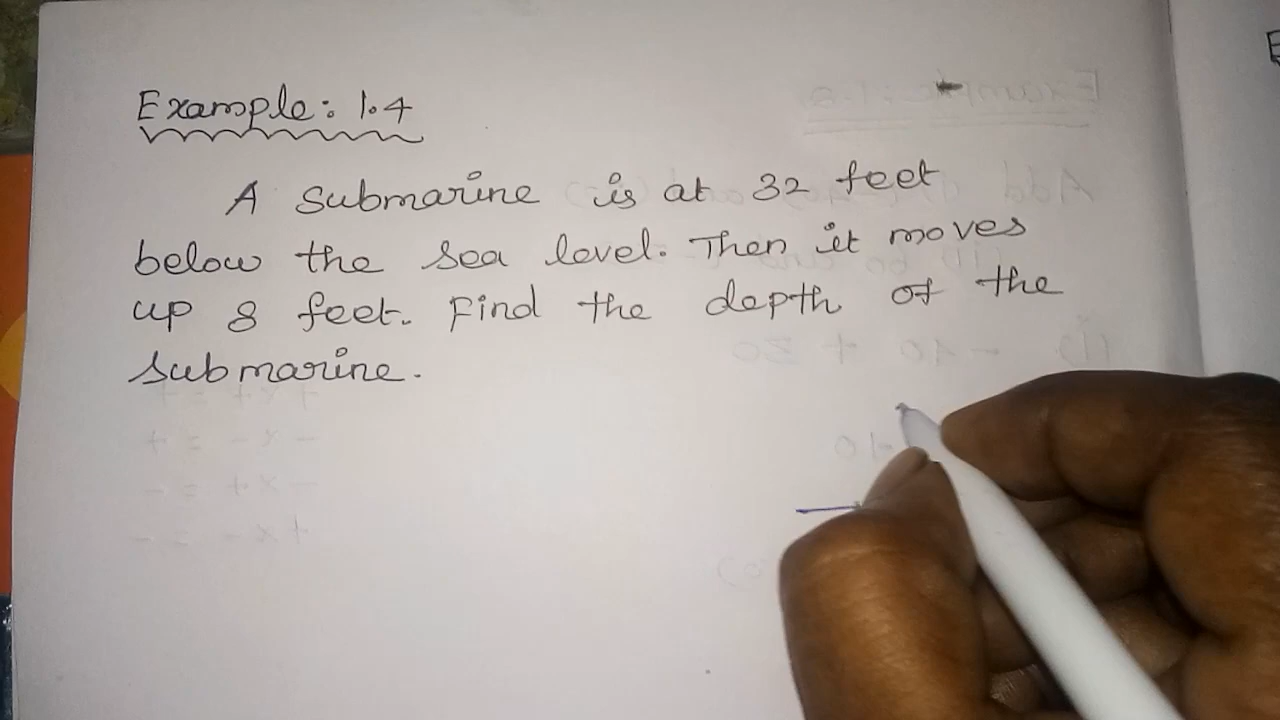 Example: 1.4
A submarine is at 32 feet
below the sea level. Then it moves
up 8 feet. Find the depth of the
submarine.